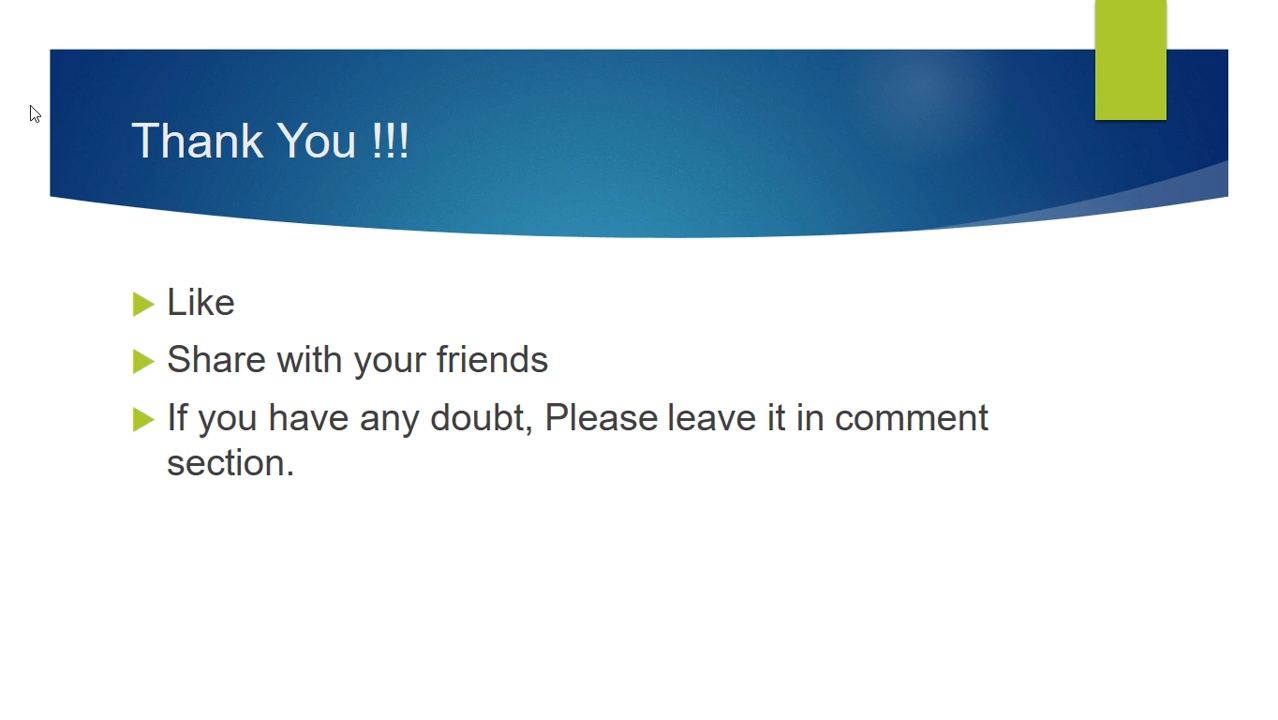 Thank You !!!
Like
Share with your friends
If you have any doubt, Please leave it in comment
section.